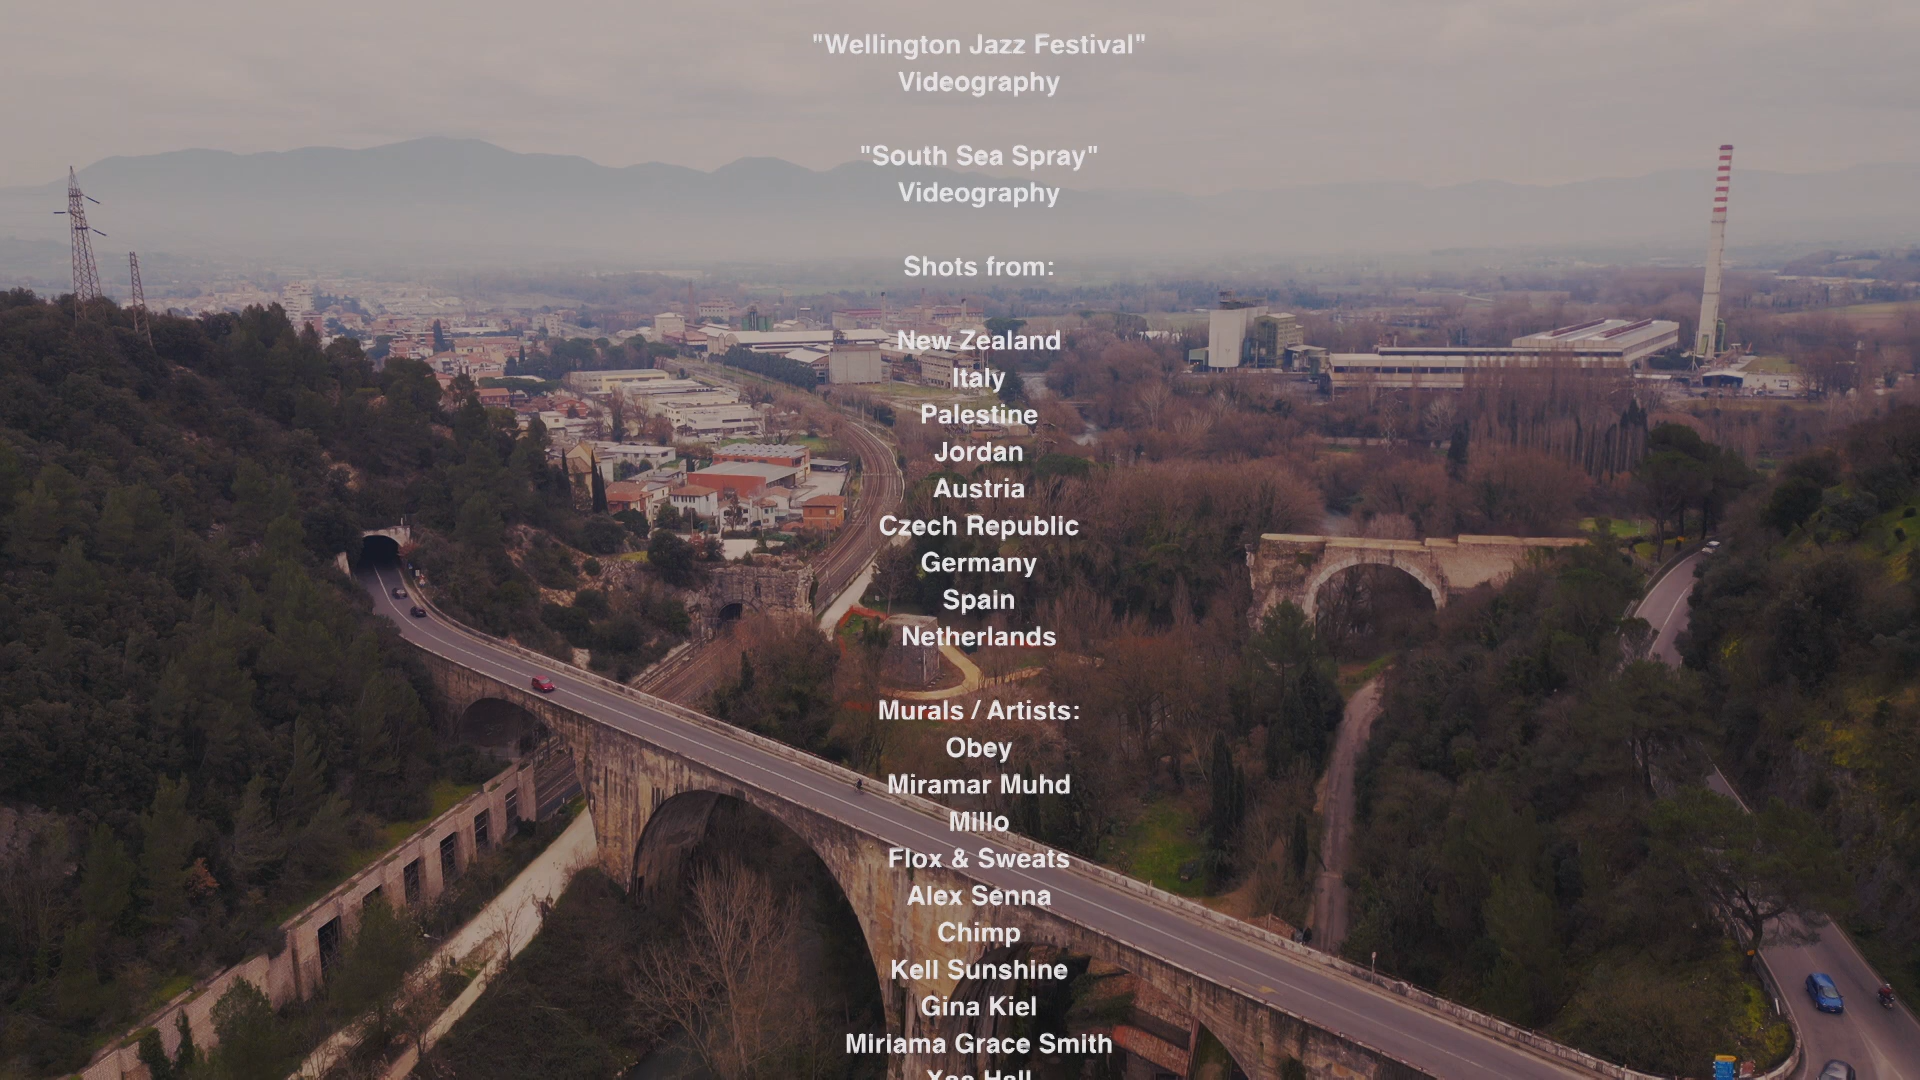 "Wellington Jazz Festival"
Videography
"South Sea Spray"
Videography
Shots from:
New Zealand
Italy
Palestine
Jordan
Austria
Czech Republic
Germany
Spain
Netherlands
Murals / Artists:
Obey
Miramar Muhd
Millo
Flox & Sweats
Alex Senna
Chimp
Kell Sunshine
Gina Kiel
Miriama Grace Smith